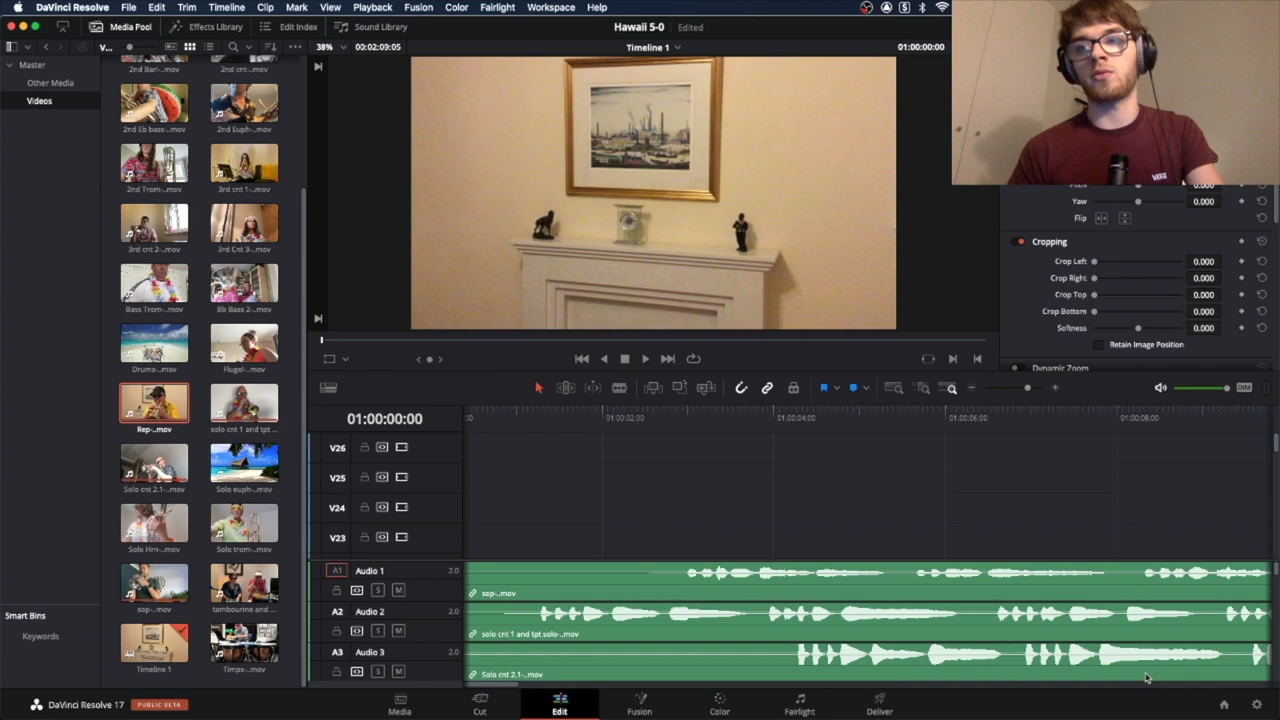 DaVinci Resolve File Edit Trim Timeline Clip Mark View Playback Fusion Color Fairlight Workspace Help
Media Pool Effects Library Edit Index Sound Library Hawaii 5-0 Edited
V... 38% 00:02:09:05 Timeline 1 01:00:00:00
Master
Other Media
Videos
2nd Bari-...mov 2nd cnt-...mov
2nd Eb bass-...mov 2nd Euph-...mov
2nd Trom-...mov 3rd cnt 1-...mov
3rd cnt 2-...mov 3rd Cnt 3-...mov
Bass Trom-...mov Bb Bass 2-...mov
Drums-...mov Flugel-...mov
Rep-...mov solo cnt 1 and tpt ...
Solo cnt 2.1-...mov Solo euph-...mov
Solo Hrn-...mov Solo trom-...mov
sop-...mov tambourine and ...
Timeline 1 Timps-...mov
Smart Bins
Keywords
VANS
Pitch 0.000
Yaw 0.000
Flip
Cropping
Crop Left 0.000
Crop Right 0.000
Crop Top 0.000
Crop Bottom 0.000
Softness 0.000
Retain Image Position
Dynamic Zoom
DIM
01:00:00:00
00 01:00:02:00 01:00:04:00 01:00:06:00 01:00:08:00
V26
V25
V24
V23
A1 Audio 1 2.0
S M
sop-...mov
A2 Audio 2 2.0
S M
solo cnt 1 and tpt solo-...mov
A3 Audio 3 2.0
S M
Solo cnt 2.1-...mov
DaVinci Resolve 17 PUBLIC BETA
Media Cut Edit Fusion Color Fairlight Deliver